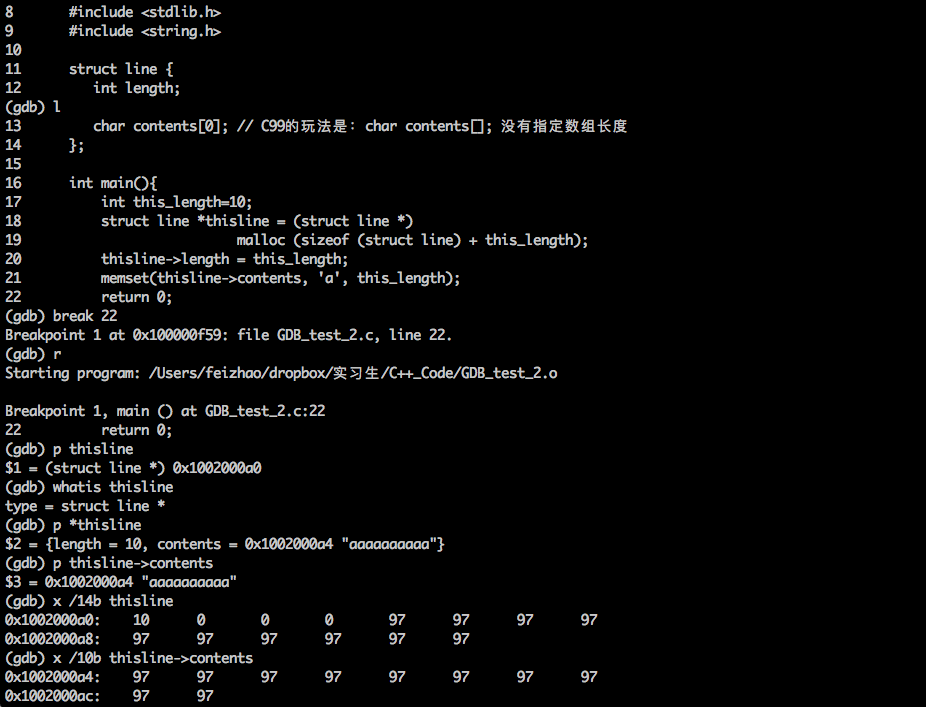 8       #include <stdlib.h>
9       #include <string.h>
10
11      struct line {
12         int length;
(gdb) l
13         char contents[0]; // C99的玩法是：char contents[]; 没有指定数组长度
14      };
15
16      int main(){
17          int this_length=10;
18          struct line *thisline = (struct line *)
19                           malloc (sizeof (struct line) + this_length);
20          thisline->length = this_length;
21          memset(thisline->contents, 'a', this_length);
22          return 0;
(gdb) break 22
Breakpoint 1 at 0x100000f59: file GDB_test_2.c, line 22.
(gdb) r
Starting program: /Users/feizhao/dropbox/实习生/C++_Code/GDB_test_2.o

Breakpoint 1, main () at GDB_test_2.c:22
22          return 0;
(gdb) p thisline
$1 = (struct line *) 0x1002000a0
(gdb) whatis thisline
type = struct line *
(gdb) p *thisline
$2 = {length = 10, contents = 0x1002000a4 "aaaaaaaaaa"}
(gdb) p thisline->contents
$3 = 0x1002000a4 "aaaaaaaaaa"
(gdb) x /14b thisline
0x1002000a0:    10      0       0       0       97      97      97      97
0x1002000a8:    97      97      97      97      97      97
(gdb) x /10b thisline->contents
0x1002000a4:    97      97      97      97      97      97      97      97
0x1002000ac:    97      97